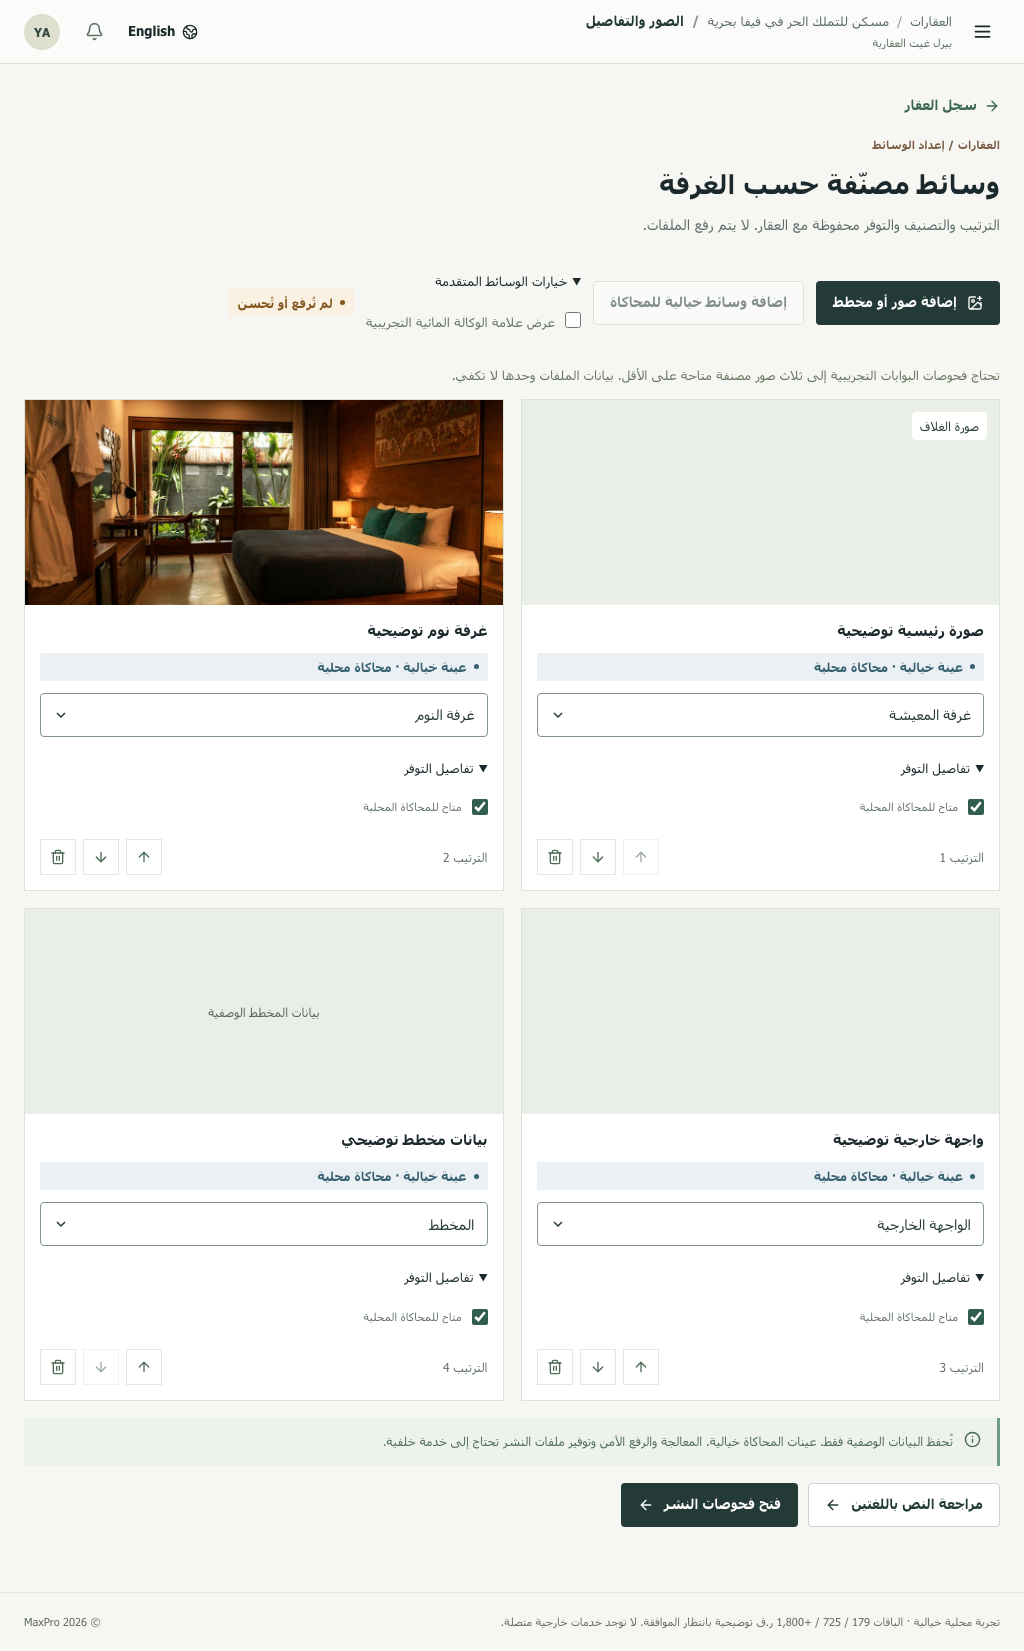 العقارات / مسكن للتملك الحر في فيفا بحرية / الصور والتفاصيل
بيرل غيت العقارية
English
YA
سجل العقار
العقارات / إعداد الوسائط
وسائط مصنّفة حسب الغرفة
الترتيب والتصنيف والتوفر محفوظة مع العقار. لا يتم رفع الملفات.
إضافة صور أو مخطط
إضافة وسائط خيالية للمحاكاة
خيارات الوسائط المتقدمة
عرض علامة الوكالة المائية التجريبية
لم تُرفع أو تُحسن
تحتاج فحوصات البوابات التجريبية إلى ثلاث صور مصنفة متاحة على الأقل. بيانات الملفات وحدها لا تكفي.
صورة الغلاف
صورة رئيسية توضيحية
عينة خيالية · محاكاة محلية
غرفة المعيشة
تفاصيل التوفر
متاح للمحاكاة المحلية
الترتيب 1
غرفة نوم توضيحية
عينة خيالية · محاكاة محلية
غرفة النوم
تفاصيل التوفر
متاح للمحاكاة المحلية
الترتيب 2
واجهة خارجية توضيحية
عينة خيالية · محاكاة محلية
الواجهة الخارجية
تفاصيل التوفر
متاح للمحاكاة المحلية
الترتيب 3
بيانات المخطط الوصفية
بيانات مخطط توضيحي
عينة خيالية · محاكاة محلية
المخطط
تفاصيل التوفر
متاح للمحاكاة المحلية
الترتيب 4
تُحفظ البيانات الوصفية فقط. عينات المحاكاة خيالية. المعالجة والرفع الآمن وتوفير ملفات النشر تحتاج إلى خدمة خلفية.
مراجعة النص باللغتين
فتح فحوصات النشر
تجربة محلية خيالية · الباقات 179 / 725 / +1,800 ر.ق توضيحية بانتظار الموافقة. لا توجد خدمات خارجية متصلة.
© 2026 MaxPro